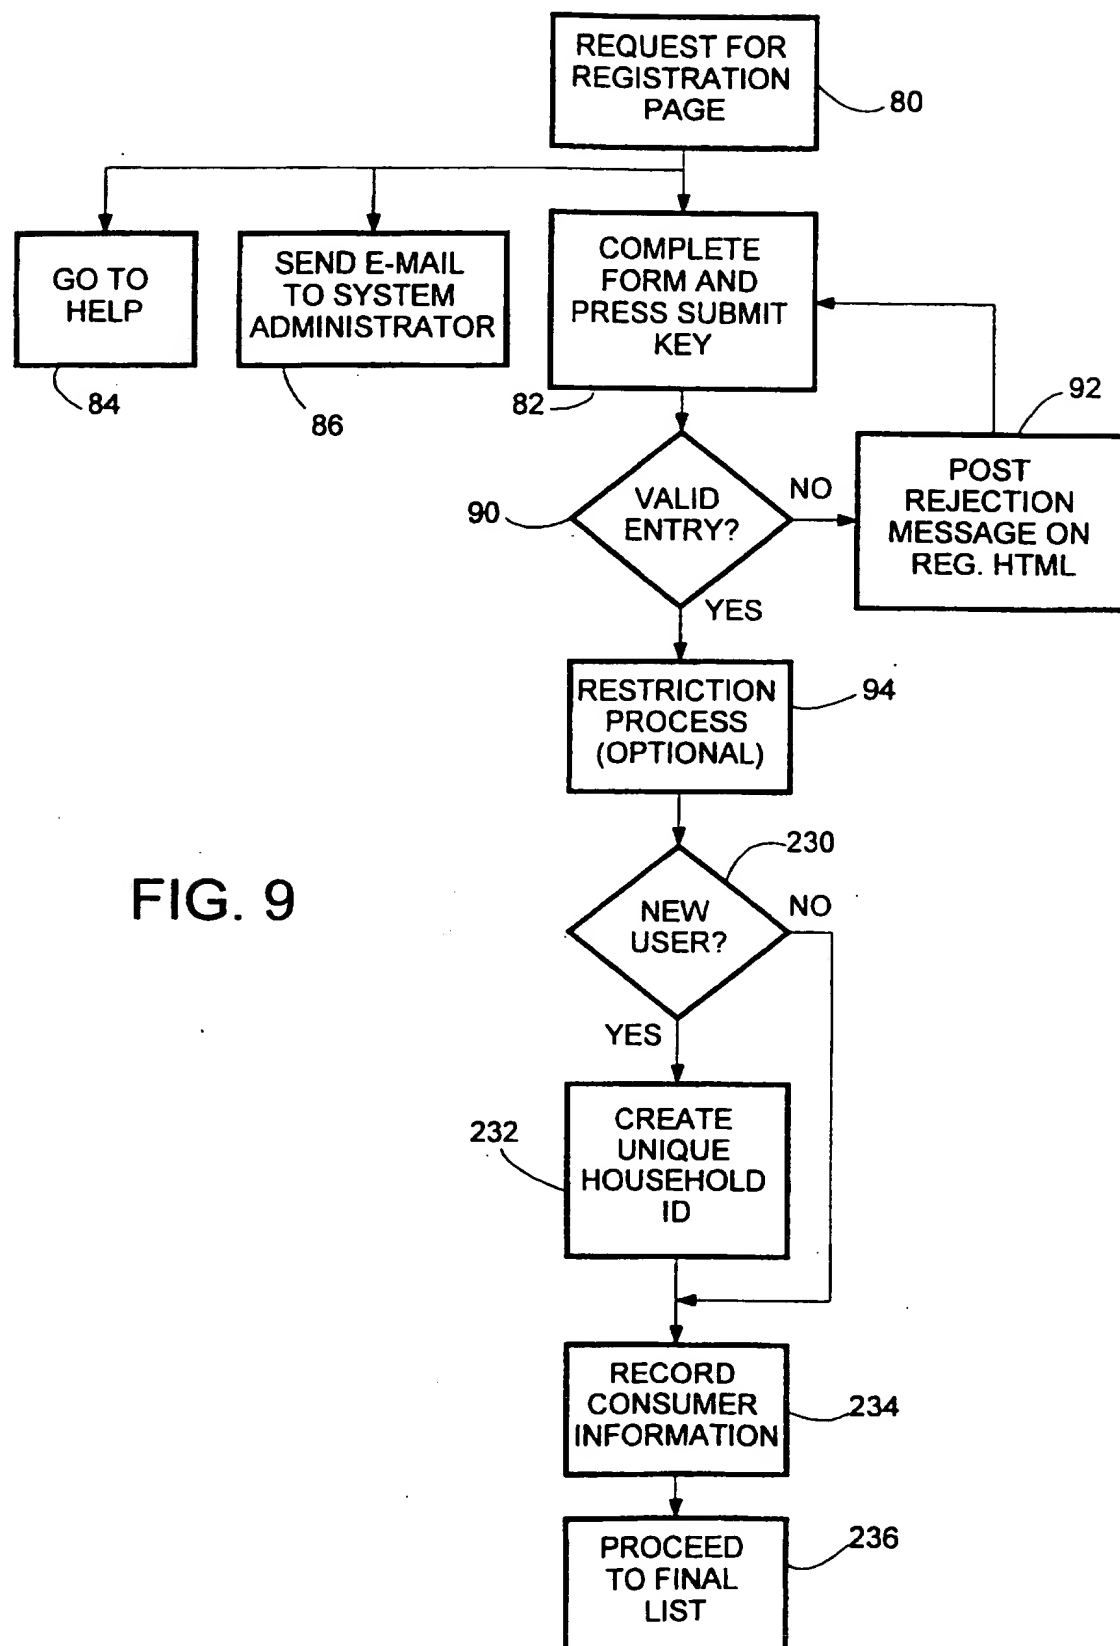 REQUEST FOR
REGISTRATION
PAGE
80
GO TO
HELP
84
SEND E-MAIL
TO SYSTEM
ADMINISTRATOR
86
COMPLETE
FORM AND
PRESS SUBMIT
KEY
82
92
POST
REJECTION
MESSAGE ON
REG. HTML
90
VALID
ENTRY?
NO
YES
RESTRICTION
PROCESS
(OPTIONAL)
94
FIG. 9
230
NEW
USER?
NO
YES
232
CREATE
UNIQUE
HOUSEHOLD
ID
RECORD
CONSUMER
INFORMATION
234
PROCEED
TO FINAL
LIST
236